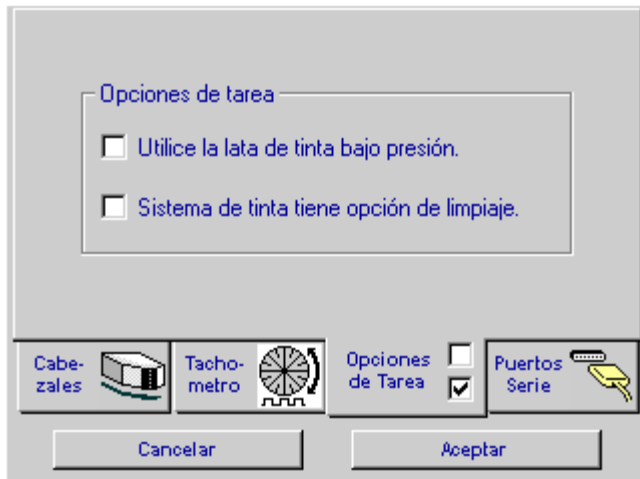 Opciones de tarea
Utilice la lata de tinta bajo presión.
Sistema de tinta tiene opción de limpiaje.
Cabe-
zales
Tacho-
metro
Opciones
de Tarea
Puertos
Serie
Cancelar
Aceptar